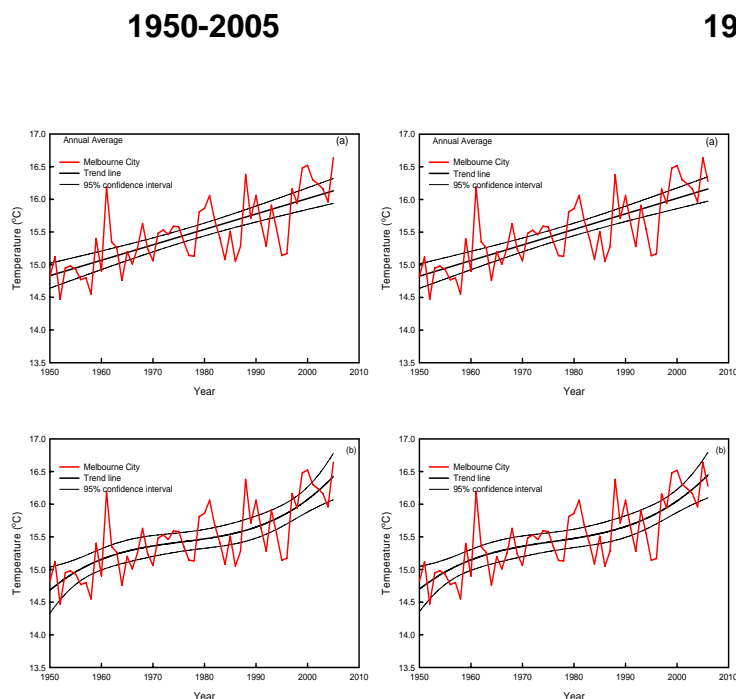 1950-2005
19
Annual Average
(a)
Melbourne City
Trend line
95% confidence interval
17.0
16.5
16.0
15.5
15.0
14.5
14.0
13.5
Temperature (°C)
1950
1960
1970
1980
1990
2000
2010
Year
Annual Average
(a)
Melbourne City
Trend line
95% confidence interval
17.0
16.5
16.0
15.5
15.0
14.5
14.0
13.5
Temperature (°C)
1950
1960
1970
1980
1990
2000
2010
Year
(b)
Melbourne City
Trend line
95% confidence interval
17.0
16.5
16.0
15.5
15.0
14.5
14.0
13.5
Temperature (°C)
1950
1960
1970
1980
1990
2000
2010
Year
(b)
Melbourne City
Trend line
95% confidence interval
17.0
16.5
16.0
15.5
15.0
14.5
14.0
13.5
Temperature (°C)
1950
1960
1970
1980
1990
2000
2010
Year